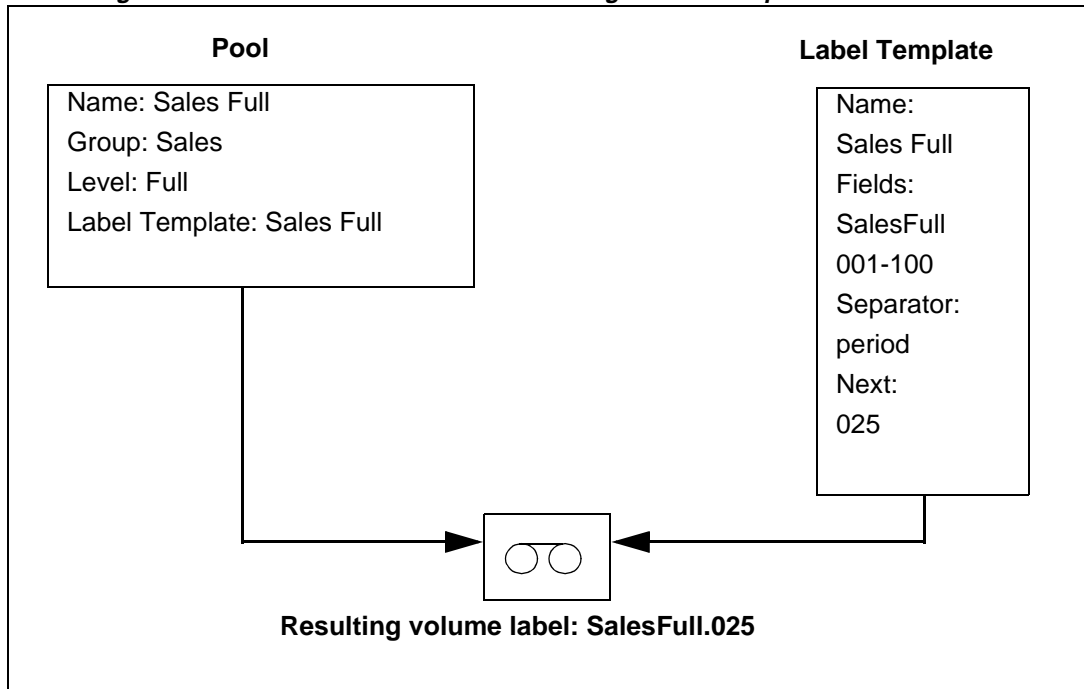 Pool
Name: Sales Full
Group: Sales
Level: Full
Label Template: Sales Full
Label Template
Name:
Sales Full
Fields:
SalesFull
001-100
Separator:
period
Next:
025
Resulting volume label: SalesFull.025